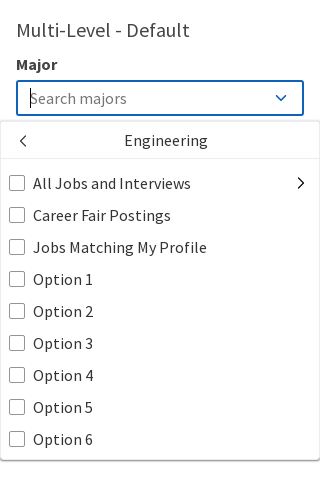 Multi-Level - Default
Major
Search majors
Engineering
All Jobs and Interviews
Career Fair Postings
Jobs Matching My Profile
Option 1
Option 2
Option 3
Option 4
Option 5
Option 6